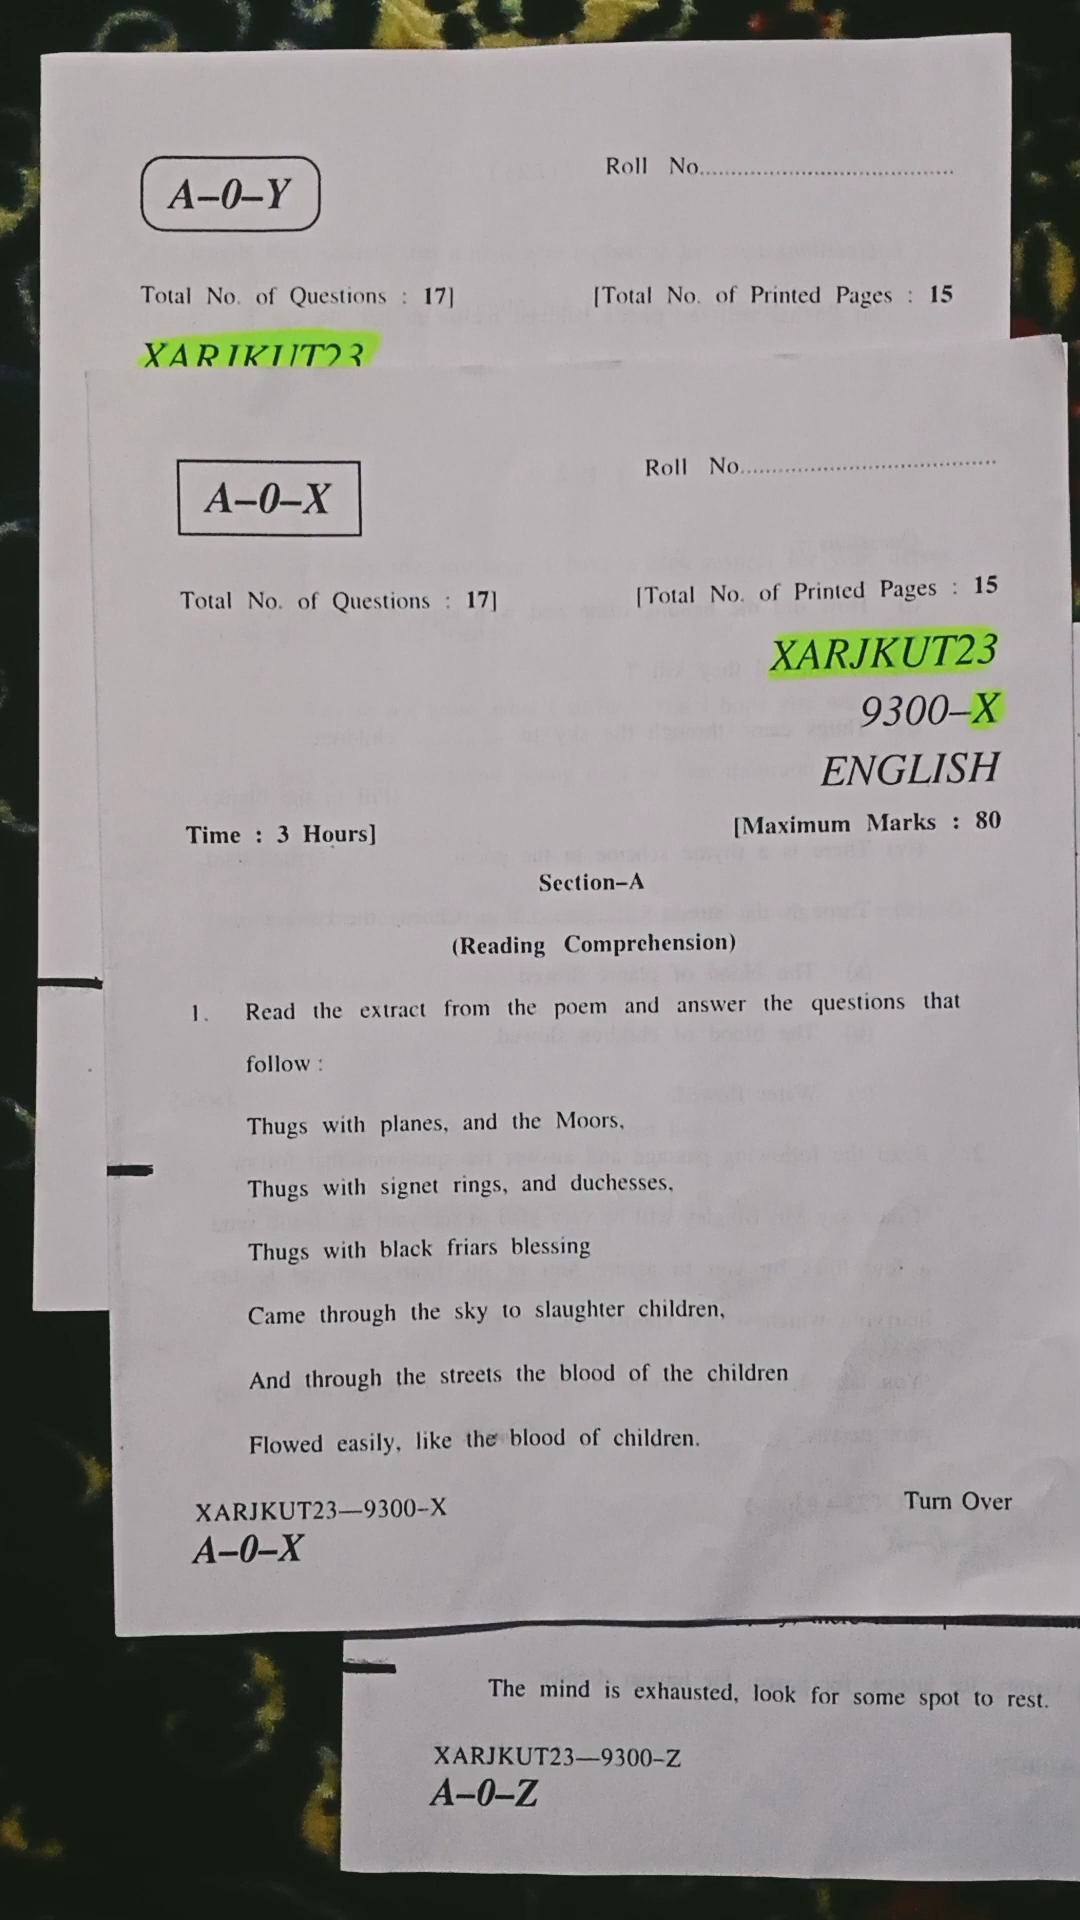 A–0–Y
Roll No.......................................
Total No. of Questions : 17]
[Total No. of Printed Pages : 15
XARJKUT23
A–0–X
Roll No.......................................
Total No. of Questions : 17]
[Total No. of Printed Pages : 15
XARJKUT23
9300–X
ENGLISH
Time : 3 Hours]
[Maximum Marks : 80
Section–A
(Reading Comprehension)
1. Read the extract from the poem and answer the questions that
follow :
Thugs with planes, and the Moors,
Thugs with signet rings, and duchesses,
Thugs with black friars blessing
Came through the sky to slaughter children,
And through the streets the blood of the children
Flowed easily, like the blood of children.
XARJKUT23—9300–X
Turn Over
A–0–X
The mind is exhausted, look for some spot to rest.
XARJKUT23—9300–Z
A–0–Z